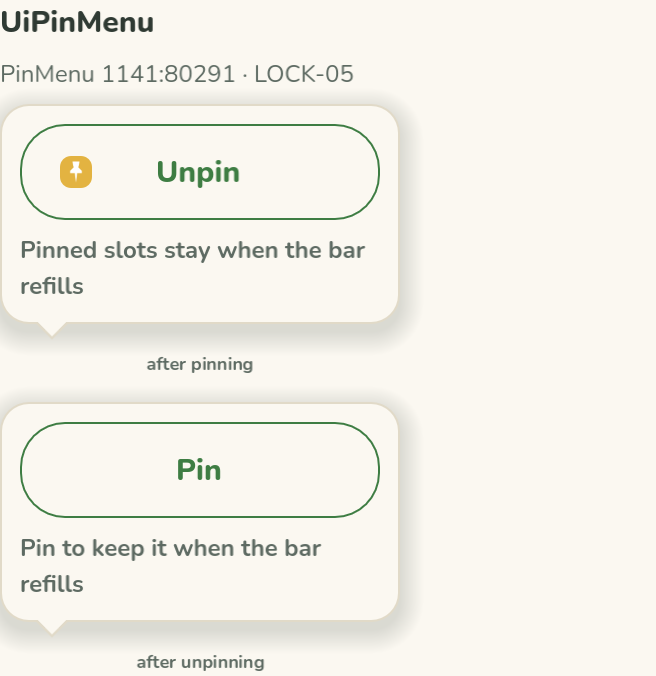 UiPinMenu
PinMenu 1141:80291 · LOCK-05
Unpin
Pinned slots stay when the bar
refills
after pinning
Pin
Pin to keep it when the bar
refills
after unpinning